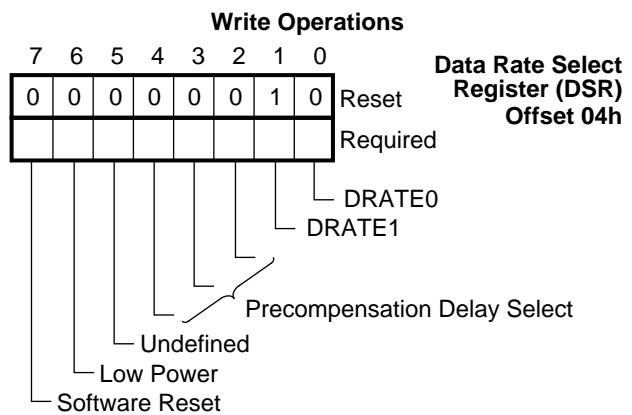 Write Operations
7 6 5 4 3 2 1 0
Data Rate Select
Register (DSR)
Offset 04h
0 0 0 0 0 0 1 0 Reset
Required
DRATE0
DRATE1
Precompensation Delay Select
Undefined
Low Power
Software Reset